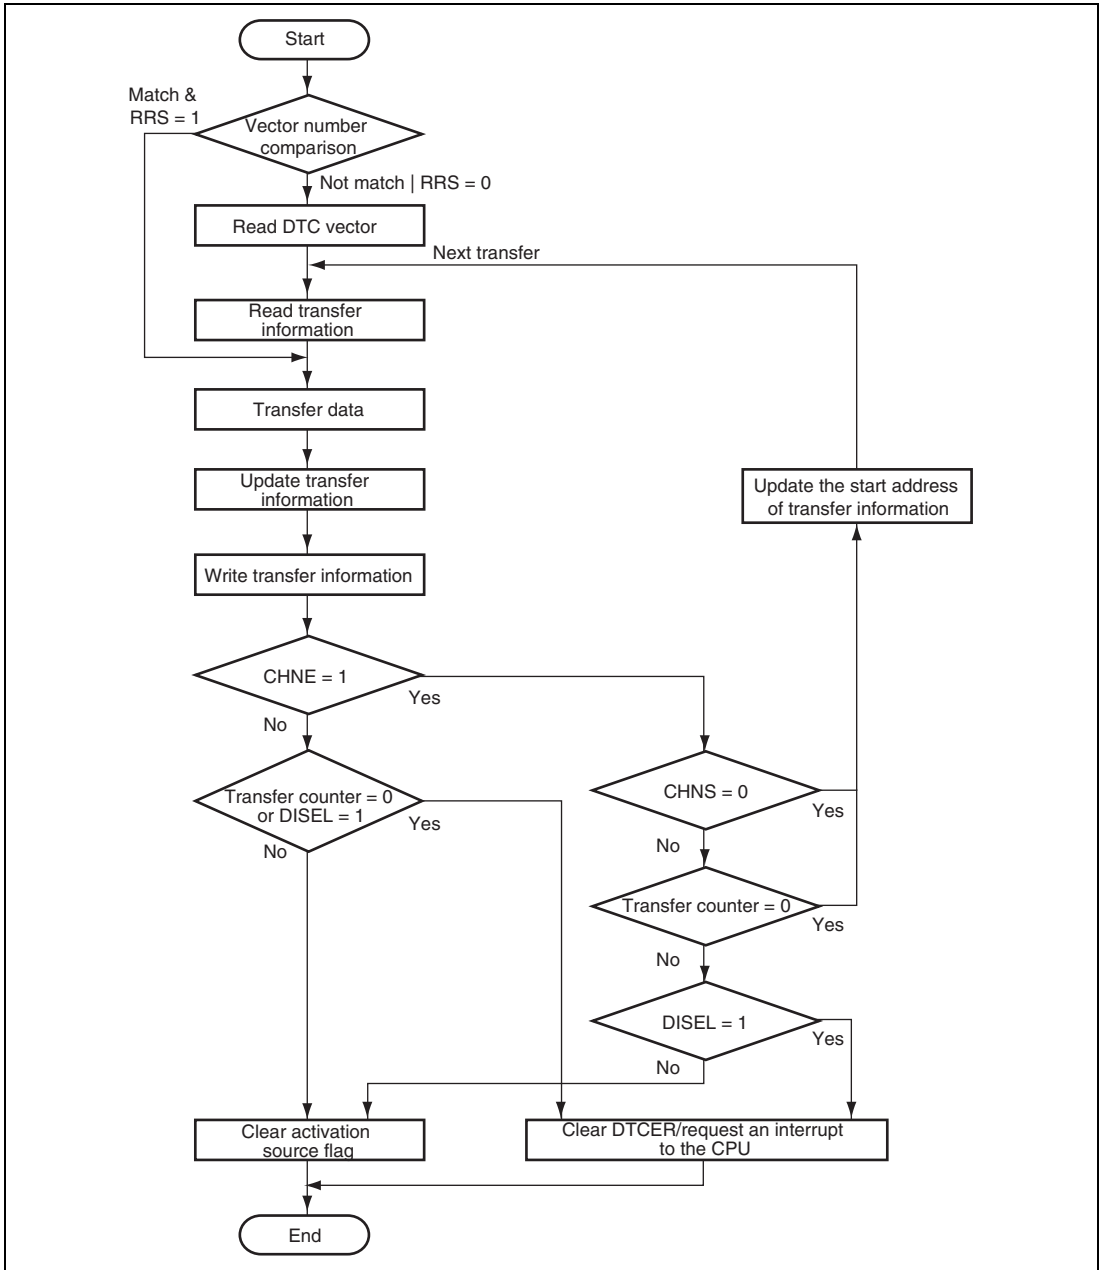 Start
Match &
RRS = 1
Vector number
comparison
Not match | RRS = 0
Read DTC vector
Next transfer
Read transfer
information
Transfer data
Update transfer
information
Update the start address
of transfer information
Write transfer information
CHNE = 1
Yes
No
Transfer counter = 0
or DISEL = 1
Yes
No
CHNS = 0
Yes
No
Transfer counter = 0
Yes
No
DISEL = 1
Yes
No
Clear activation
source flag
Clear DTCER/request an interrupt
to the CPU
End